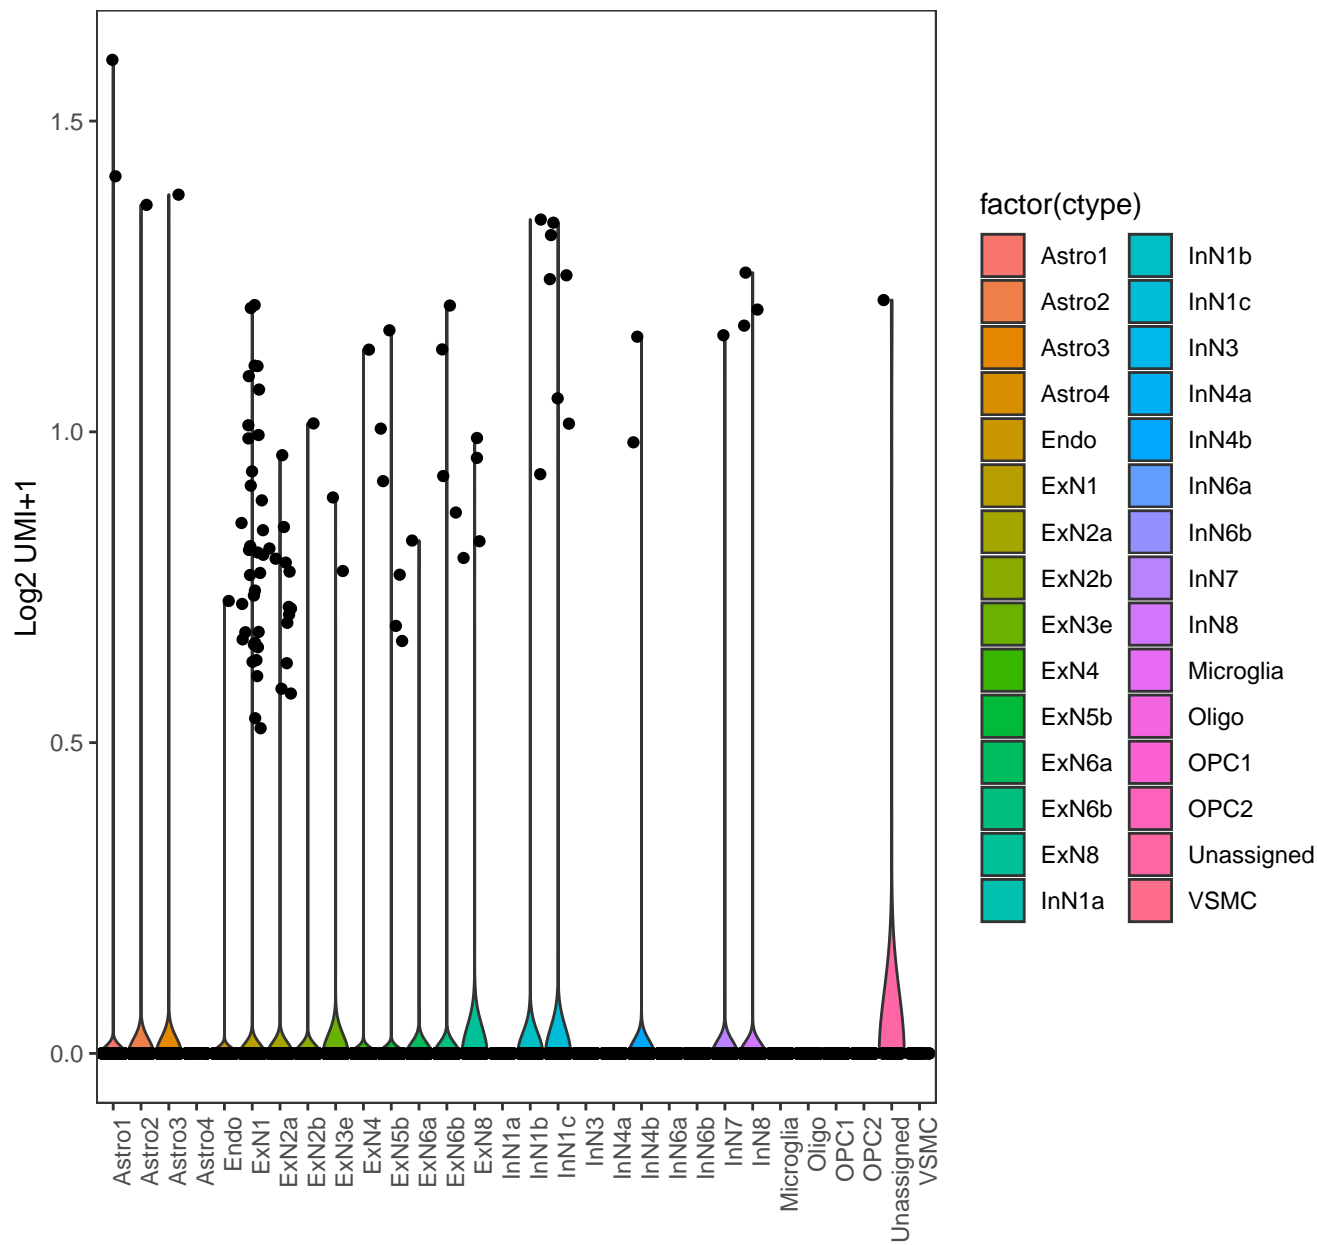 Log2 UMI+1
1.5
1.0
0.5
0.0
Astro1
Astro2
Astro3
Astro4
Endo
ExN1
ExN2a
ExN2b
ExN3e
ExN4
ExN5b
ExN6a
ExN6b
ExN8
InN1a
InN1b
InN1c
InN3
InN4a
InN4b
InN6a
InN6b
InN7
InN8
Microglia
Oligo
OPC1
OPC2
Unassigned
VSMC
factor(ctype)
Astro1
Astro2
Astro3
Astro4
Endo
ExN1
ExN2a
ExN2b
ExN3e
ExN4
ExN5b
ExN6a
ExN6b
ExN8
InN1a
InN1b
InN1c
InN3
InN4a
InN4b
InN6a
InN6b
InN7
InN8
Microglia
Oligo
OPC1
OPC2
Unassigned
VSMC